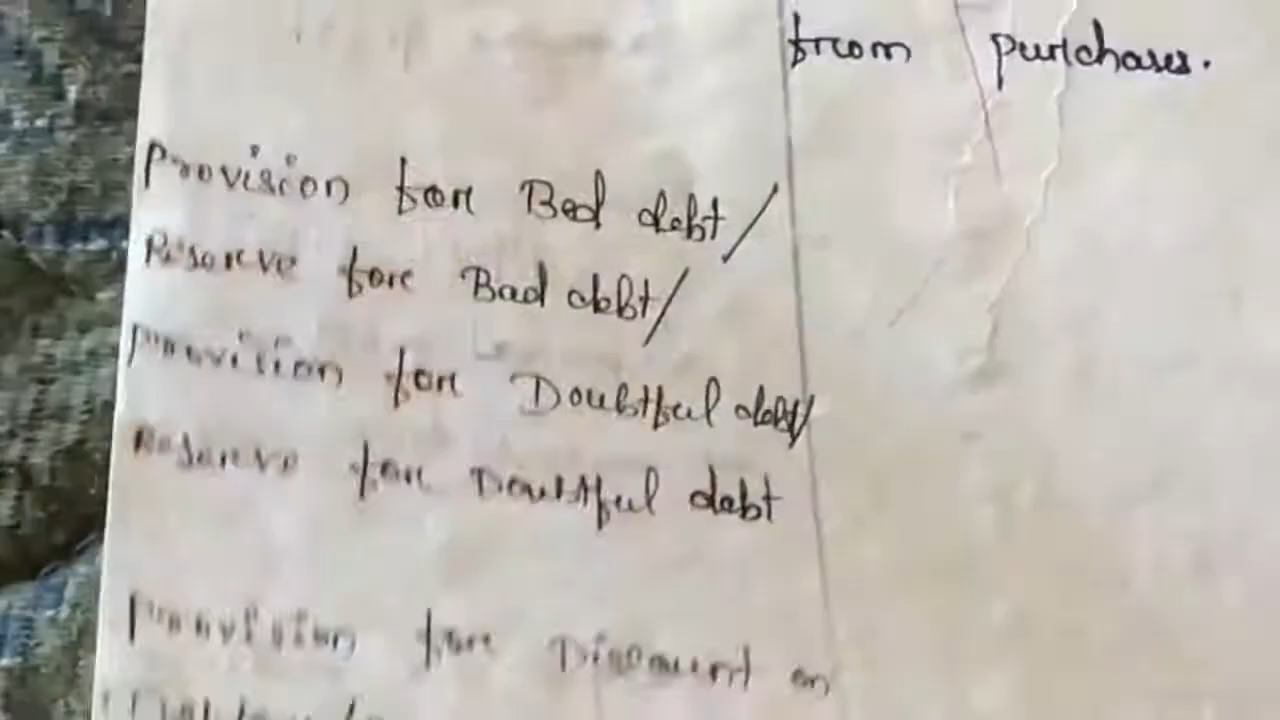 from purchases.
Provision for Bad debt/
Reserve for Bad debt/
provision for Doubtful debt/
Reserve for Doubtful debt
provision for Discount on